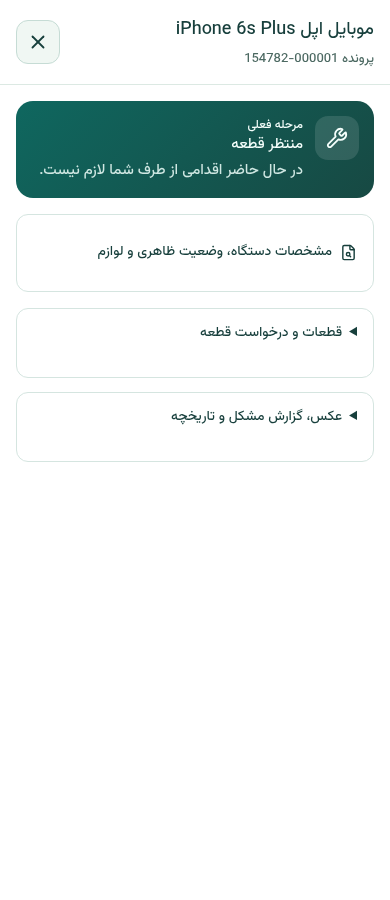 موبایل اپل iPhone 6s Plus
پرونده 000001-154782
مرحله فعلی
منتظر قطعه
در حال حاضر اقدامی از طرف شما لازم نیست.
مشخصات دستگاه، وضعیت ظاهری و لوازم
قطعات و درخواست قطعه
عکس، گزارش مشکل و تاریخچه